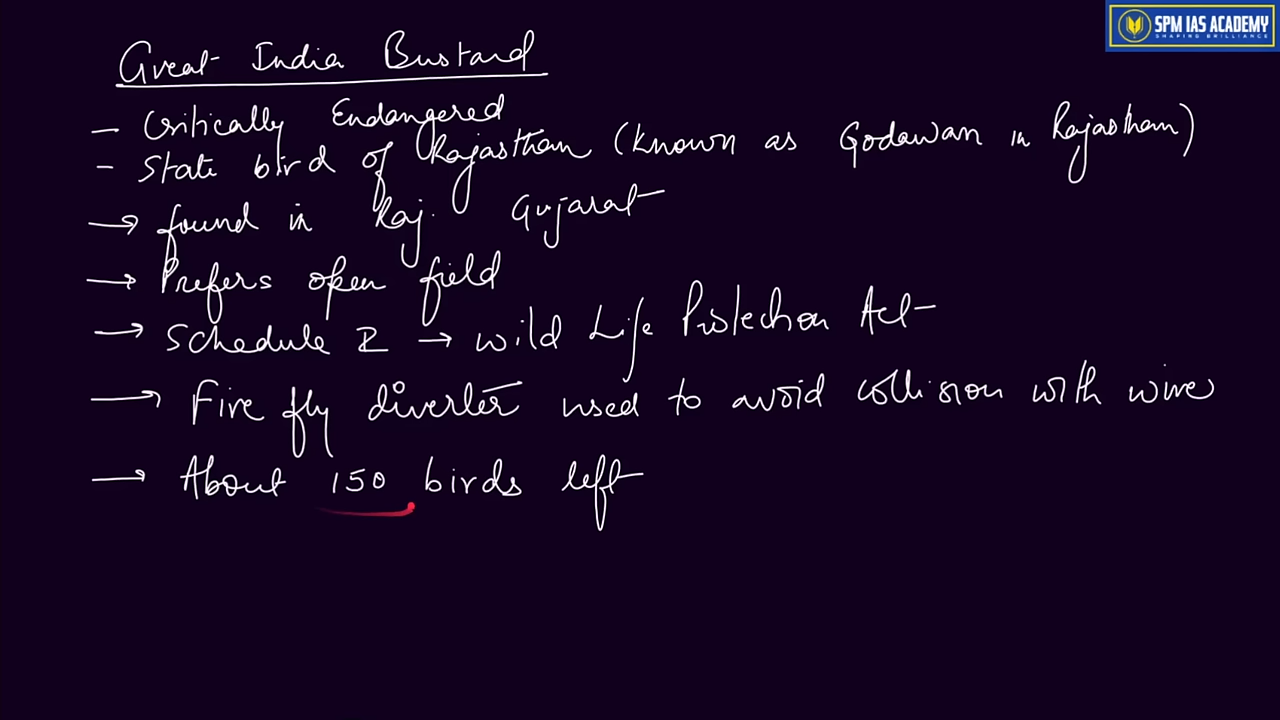 SPM IAS ACADEMY
SHAPING BRILLIANCE
Great India Bustard
- Critically Endangered
- State bird of Rajasthan (Known as Godawan in Rajasthan)
→ found in Raj. Gujarat
→ Prefers open field
→ Schedule I → Wild Life Protection Act
→ Fire fly diverter used to avoid collision with wire
→ About 150 birds left